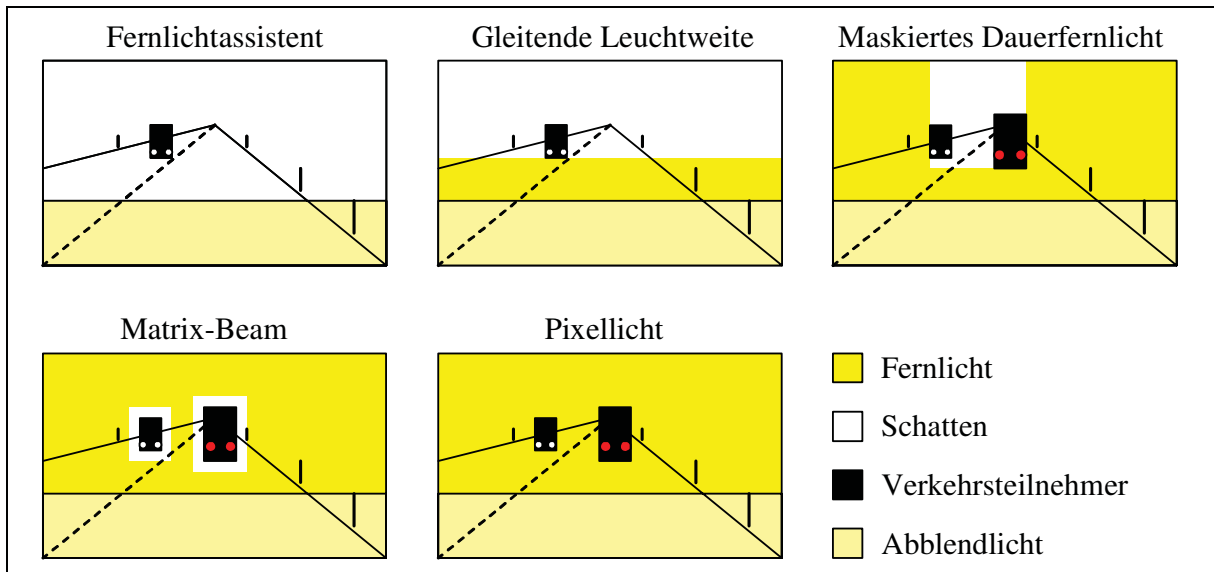 Fernlichtassistent
Gleitende Leuchtweite
Maskiertes Dauerfernlicht
Matrix-Beam
Pixellicht
Fernlicht
Schatten
Verkehrsteilnehmer
Abblendlicht